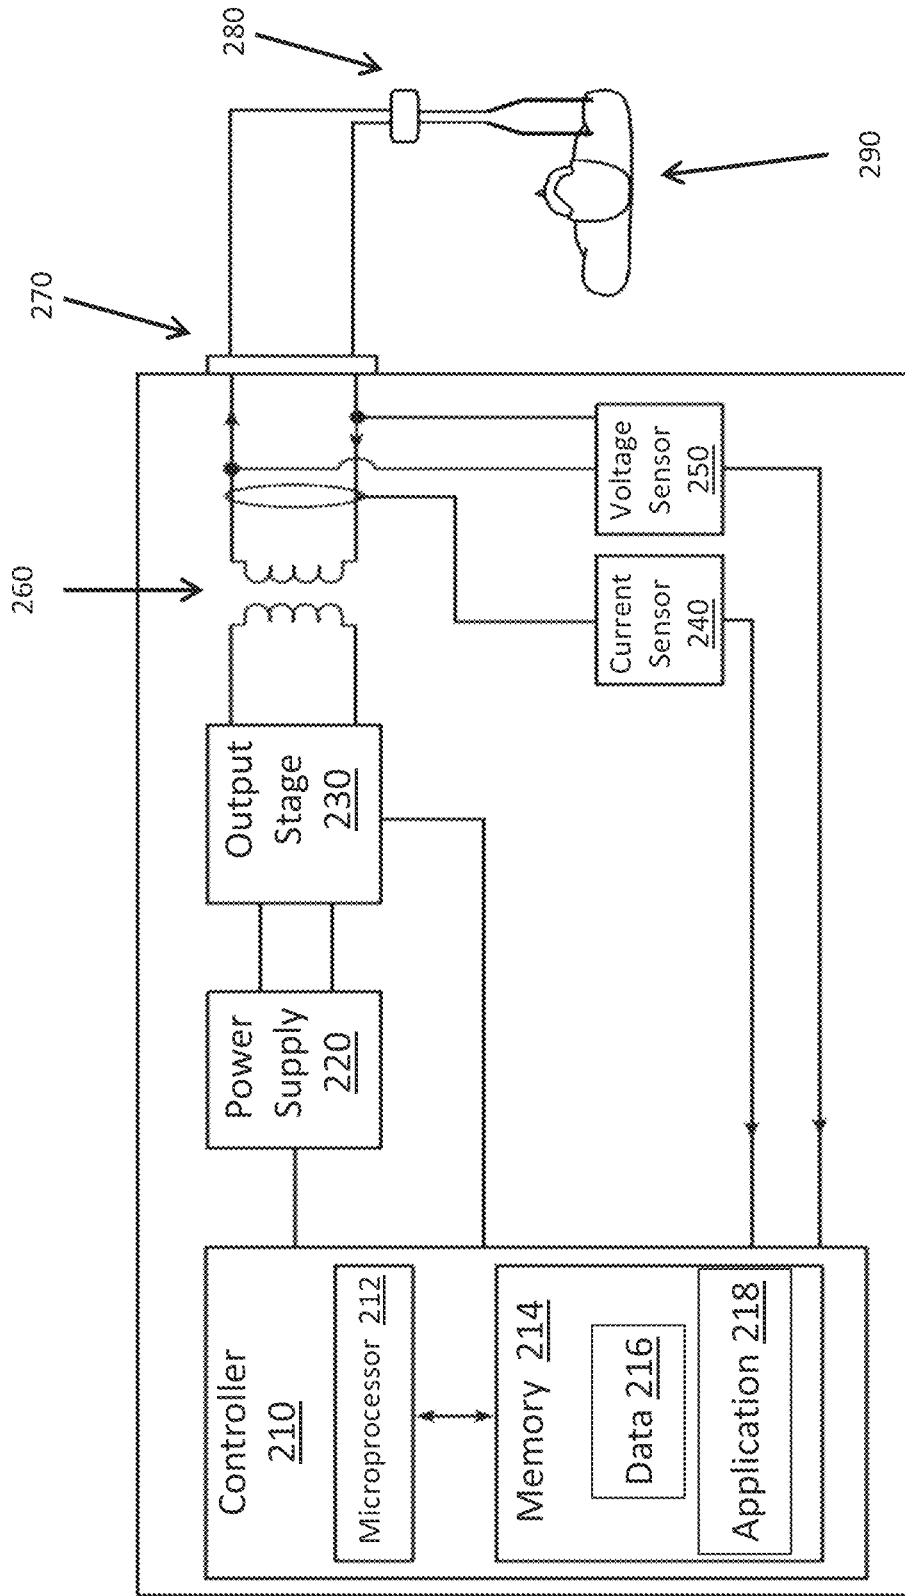 Controller
210
Microprocessor 212
Memory 214
Data 216
Application 218
Power
Supply
220
Output
Stage
230
260
Current
Sensor
240
Voltage
Sensor
250
270
280
290